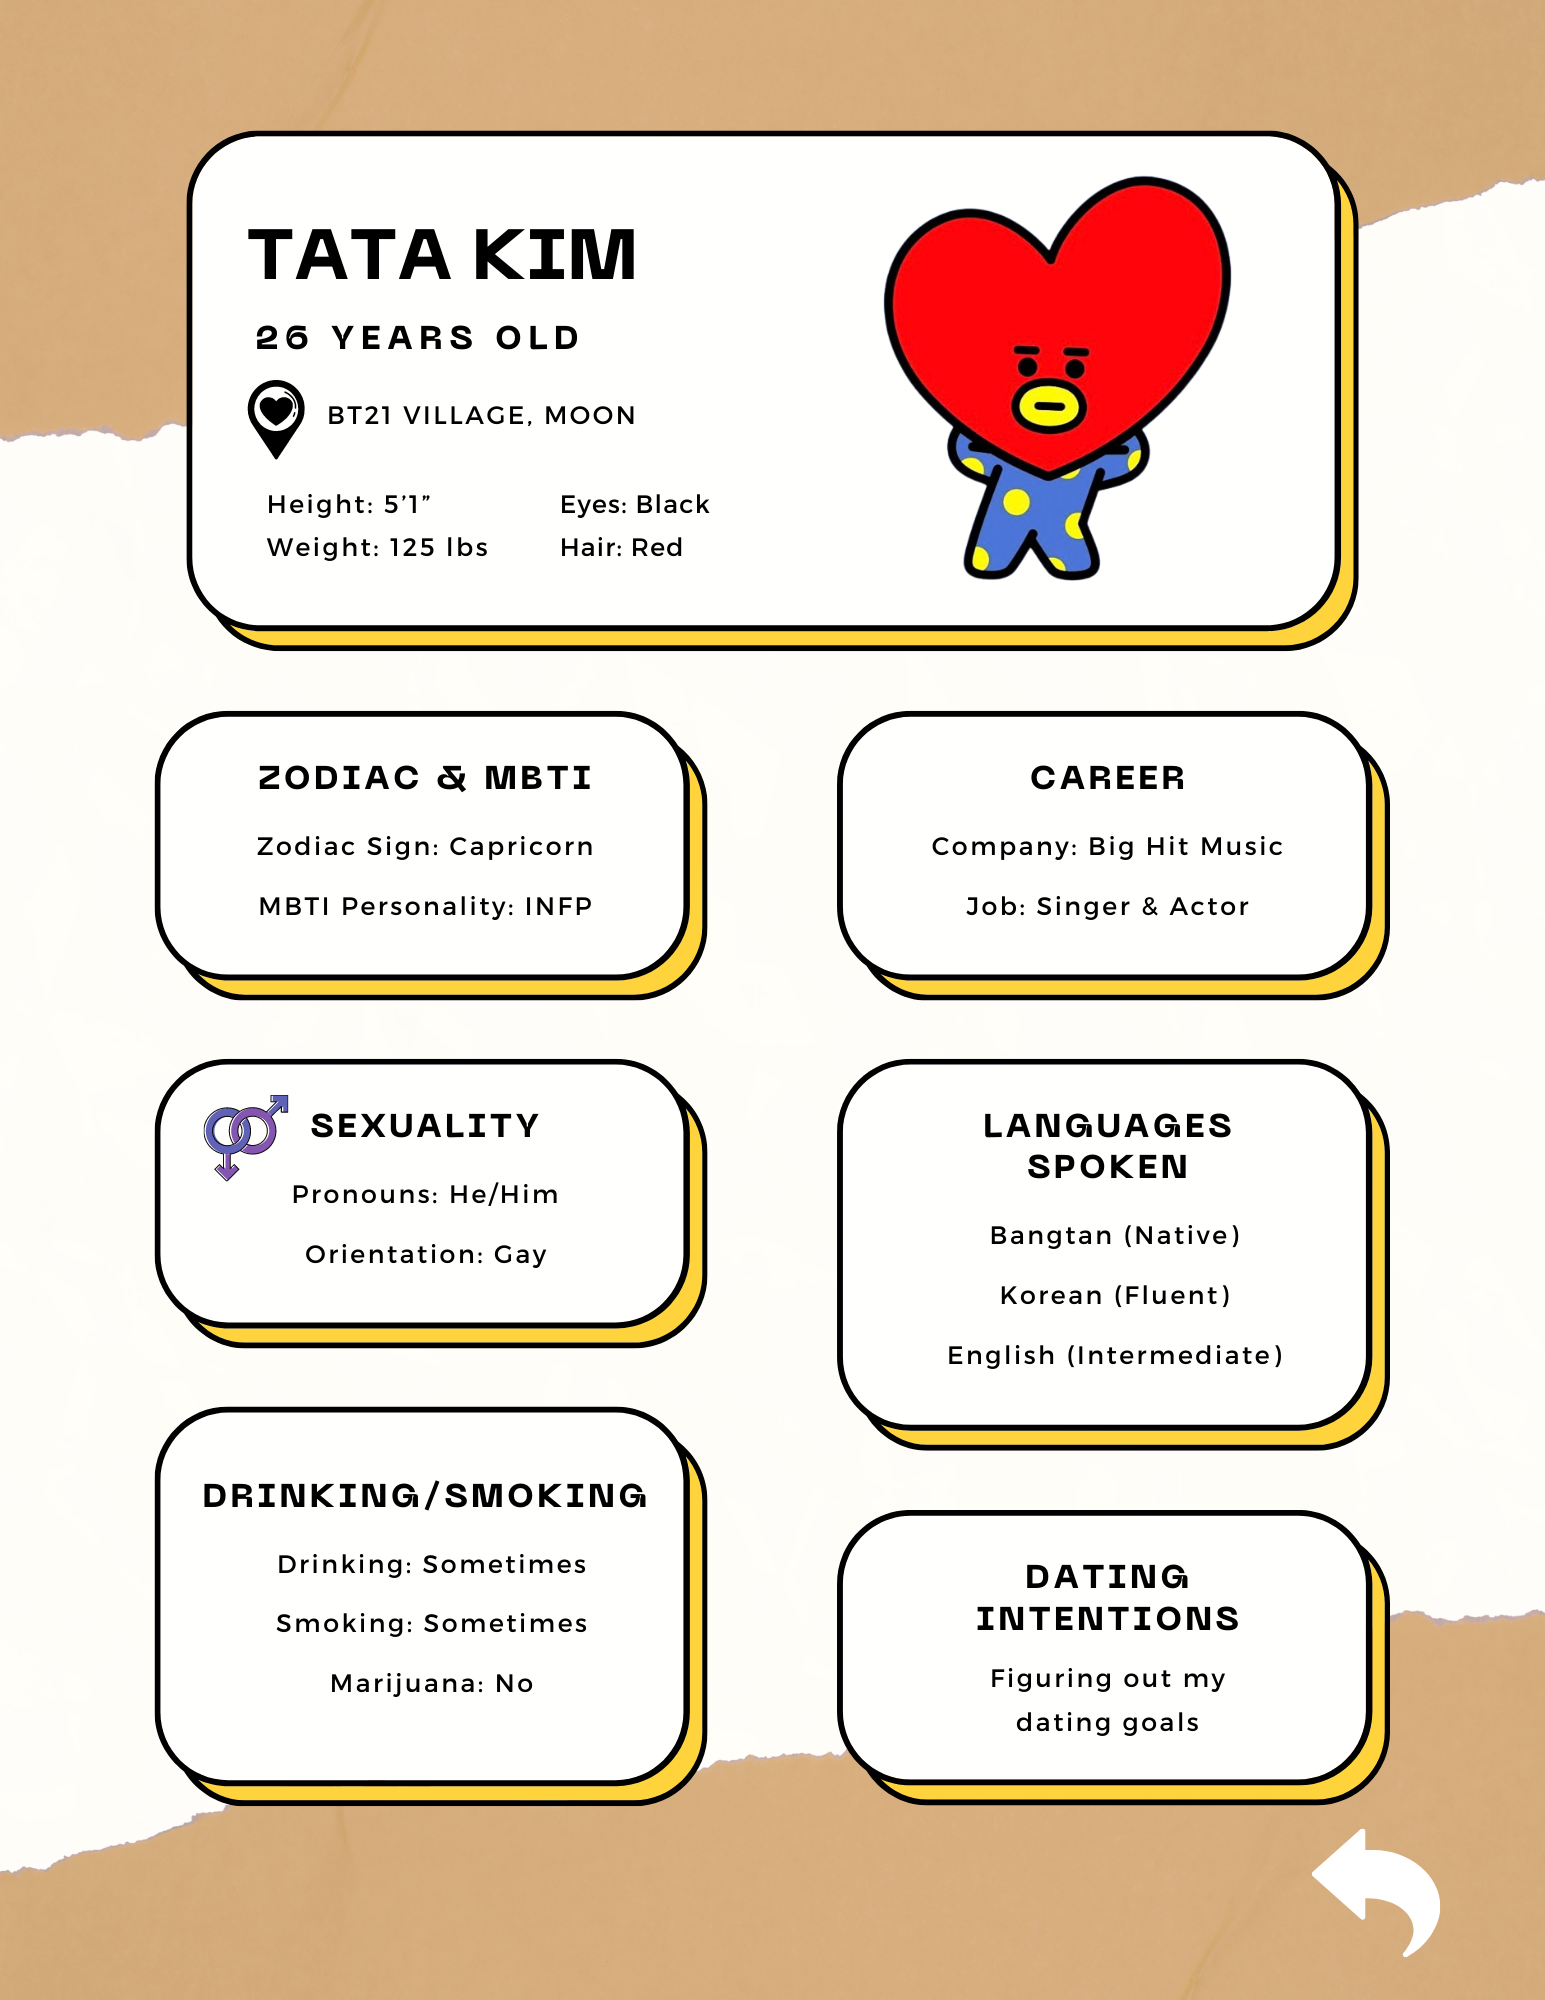 TATA KIM
26 YEARS OLD
BT21 VILLAGE, MOON
Height: 5’1”
Eyes: Black
Weight: 125 lbs
Hair: Red
ZODIAC & MBTI
Zodiac Sign: Capricorn
MBTI Personality: INFP
CAREER
Company: Big Hit Music
Job: Singer & Actor
SEXUALITY
Pronouns: He/Him
Orientation: Gay
LANGUAGES
SPOKEN
Bangtan (Native)
Korean (Fluent)
English (Intermediate)
DRINKING/SMOKING
Drinking: Sometimes
Smoking: Sometimes
Marijuana: No
DATING
INTENTIONS
Figuring out my
dating goals